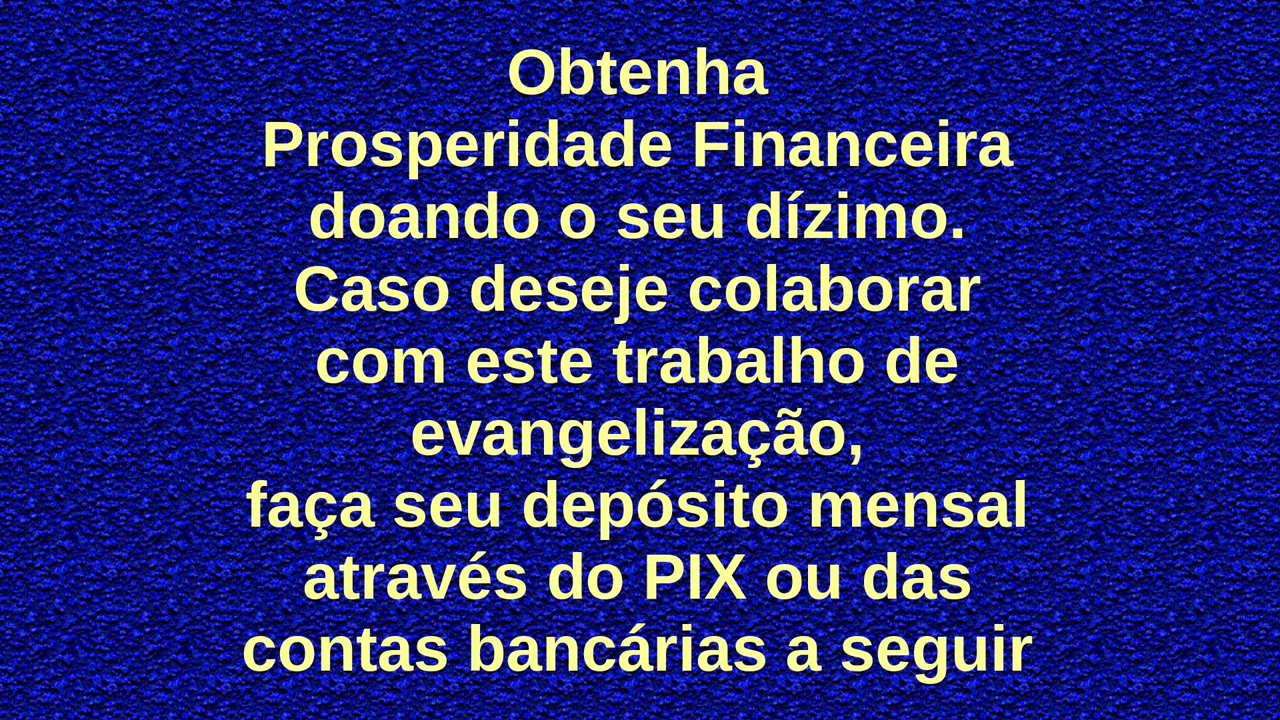 Obtenha
Prosperidade Financeira
doando o seu dízimo.
Caso deseje colaborar
com este trabalho de
evangelização,
faça seu depósito mensal
através do PIX ou das
contas bancárias a seguir